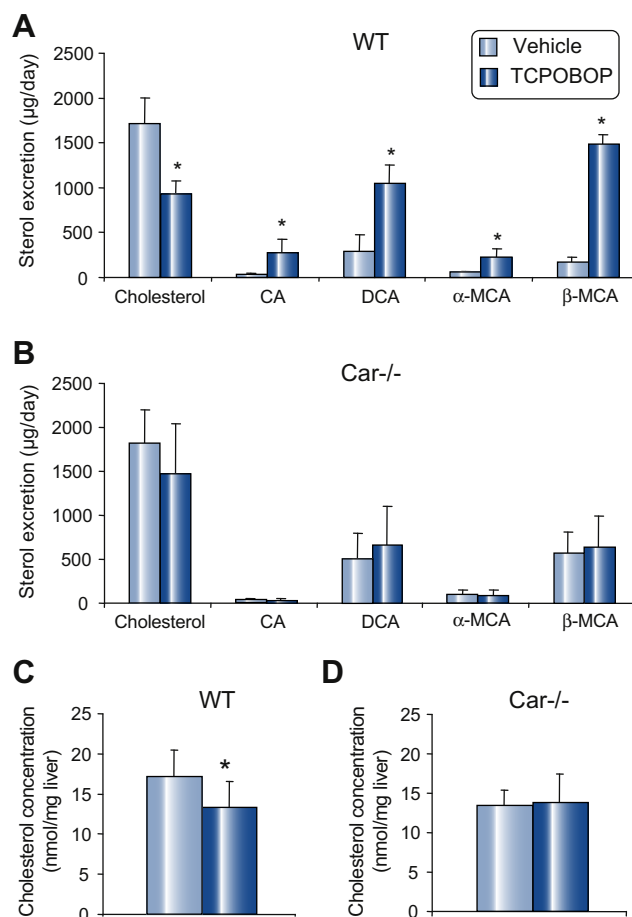 A
WT
Vehicle
TCPOBOP
Sterol excretion (μg/day)
2500
2000
1500
1000
500
0
*
*
*
*
*
Cholesterol CA DCA α-MCA β-MCA
B
Car-/-
Sterol excretion (μg/day)
2500
2000
1500
1000
500
0
Cholesterol CA DCA α-MCA β-MCA
C
WT
Cholesterol concentration
(nmol/mg liver)
25
20
15
10
5
0
*
D
Car-/-
Cholesterol concentration
(nmol/mg liver)
25
20
15
10
5
0